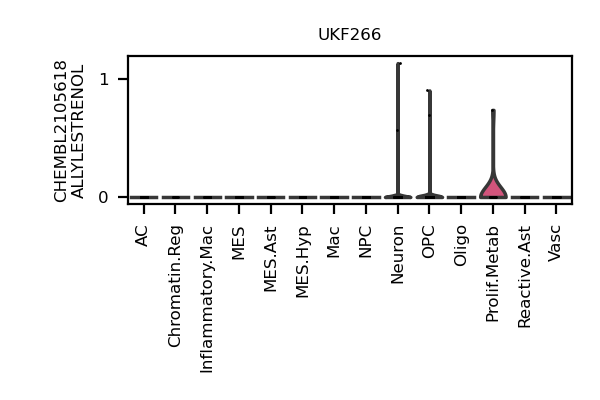 UKF266
CHEMBL2105618
ALLYLESTRENOL
1
0
AC
Chromatin.Reg
Inflammatory.Mac
MES
MES.Ast
MES.Hyp
Mac
NPC
Neuron
OPC
Oligo
Prolif.Metab
Reactive.Ast
Vasc